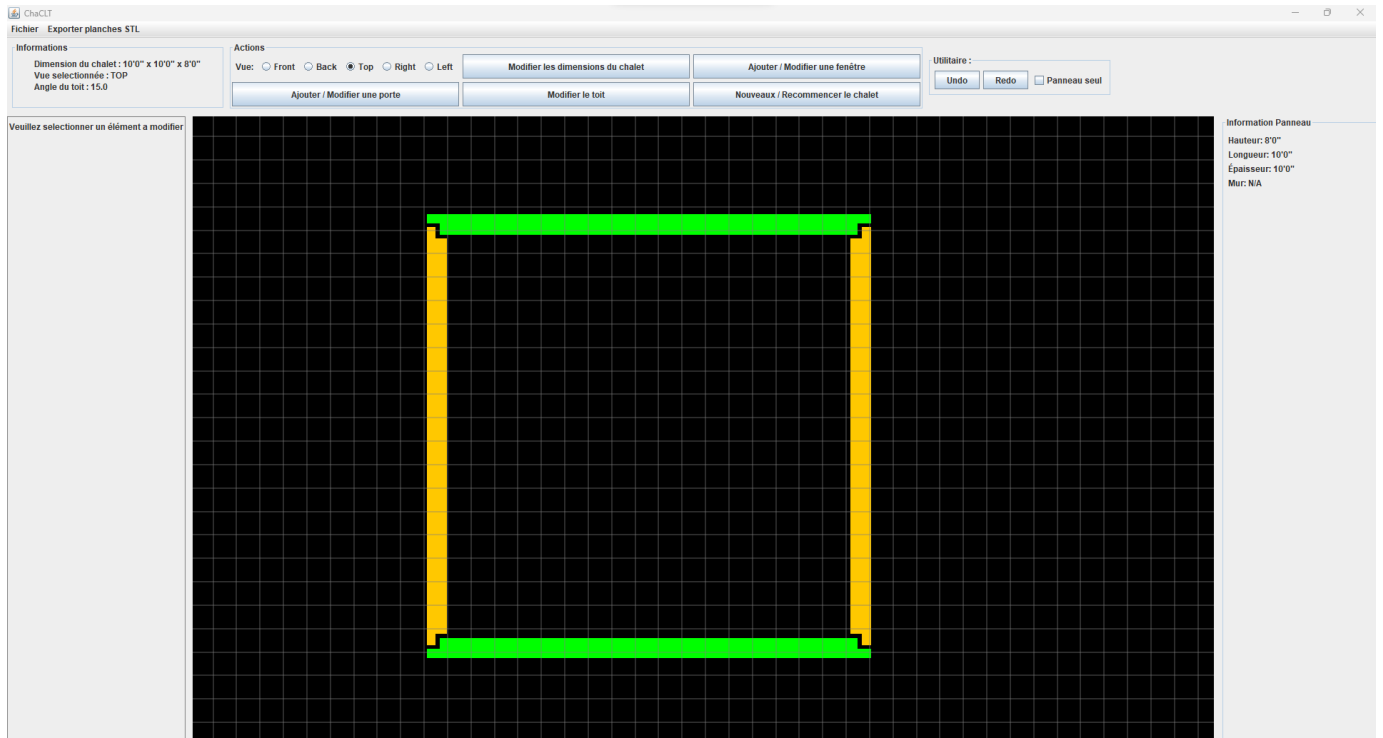 ChaCLT
Fichier Exporter planches STL
Informations
Dimension du chalet : 10'0" x 10'0" x 8'0"
Vue selectionnée : TOP
Angle du toit : 15.0
Actions
Vue: Front Back Top Right Left
Modifier les dimensions du chalet
Ajouter / Modifier une fenêtre
Ajouter / Modifier une porte
Modifier le toit
Nouveaux / Recommencer le chalet
Utilitaire :
Undo Redo Panneau seul
Veuillez selectionner un élément a modifier
Information Panneau
Hauteur: 8'0"
Longueur: 10'0"
Épaisseur: 10'0"
Mur: N/A